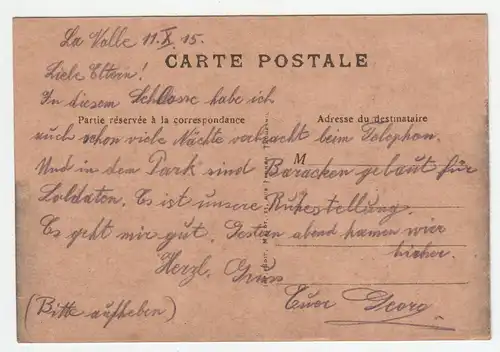 La Valle 11.X.15.
CARTE POSTALE
Liebe Eltern!
In diesem Schlosse habe ich
Partie réservée à la correspondance
Adresse du destinataire
auch schon viele Nächte verbracht beim Telephon.
M
Und in dem Park sind Baracken gebaut für
Soldaten. Es ist unsere Ruhestellung.
Es geht mir gut. Gestern abend kamen wir
hieher.
Herzl. Gruss
Euer Georg
(Bitte aufheben)